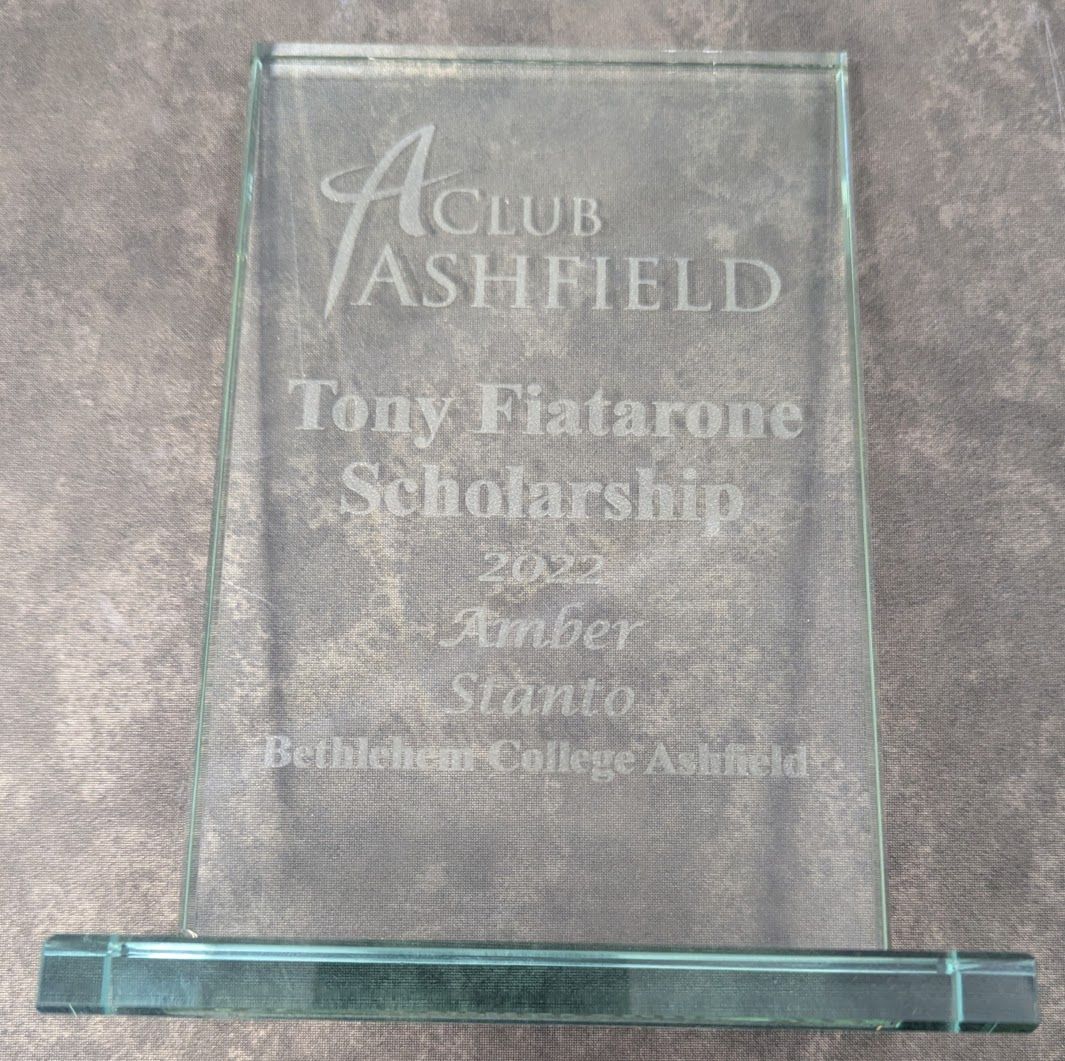 CLUB
ASHFIELD
Tony Fiatarone
Scholarship
2022
Amber
Stanto
Bethlehem College Ashfield